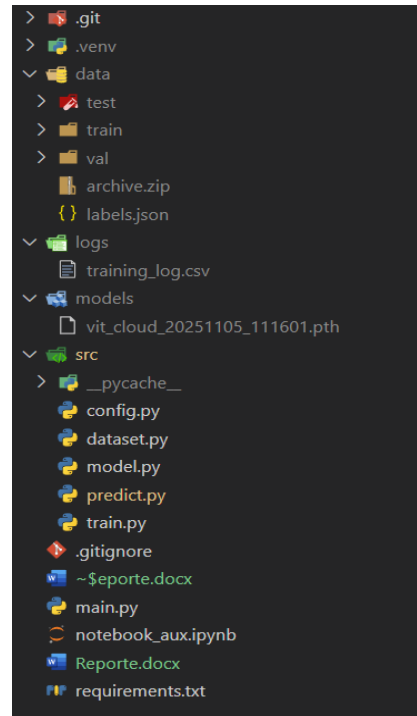 .git
.venv
data
test
train
val
archive.zip
labels.json
logs
training_log.csv
models
vit_cloud_20251105_111601.pth
src
__pycache__
config.py
dataset.py
model.py
predict.py
train.py
.gitignore
~$eporte.docx
main.py
notebook_aux.ipynb
Reporte.docx
requirements.txt